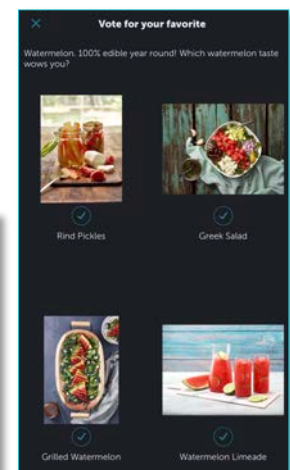 Vote for your favorite
Watermelon. 100% edible year round! Which watermelon taste
wows you?
Rind Pickles
Greek Salad
Grilled Watermelon
Watermelon Limeade